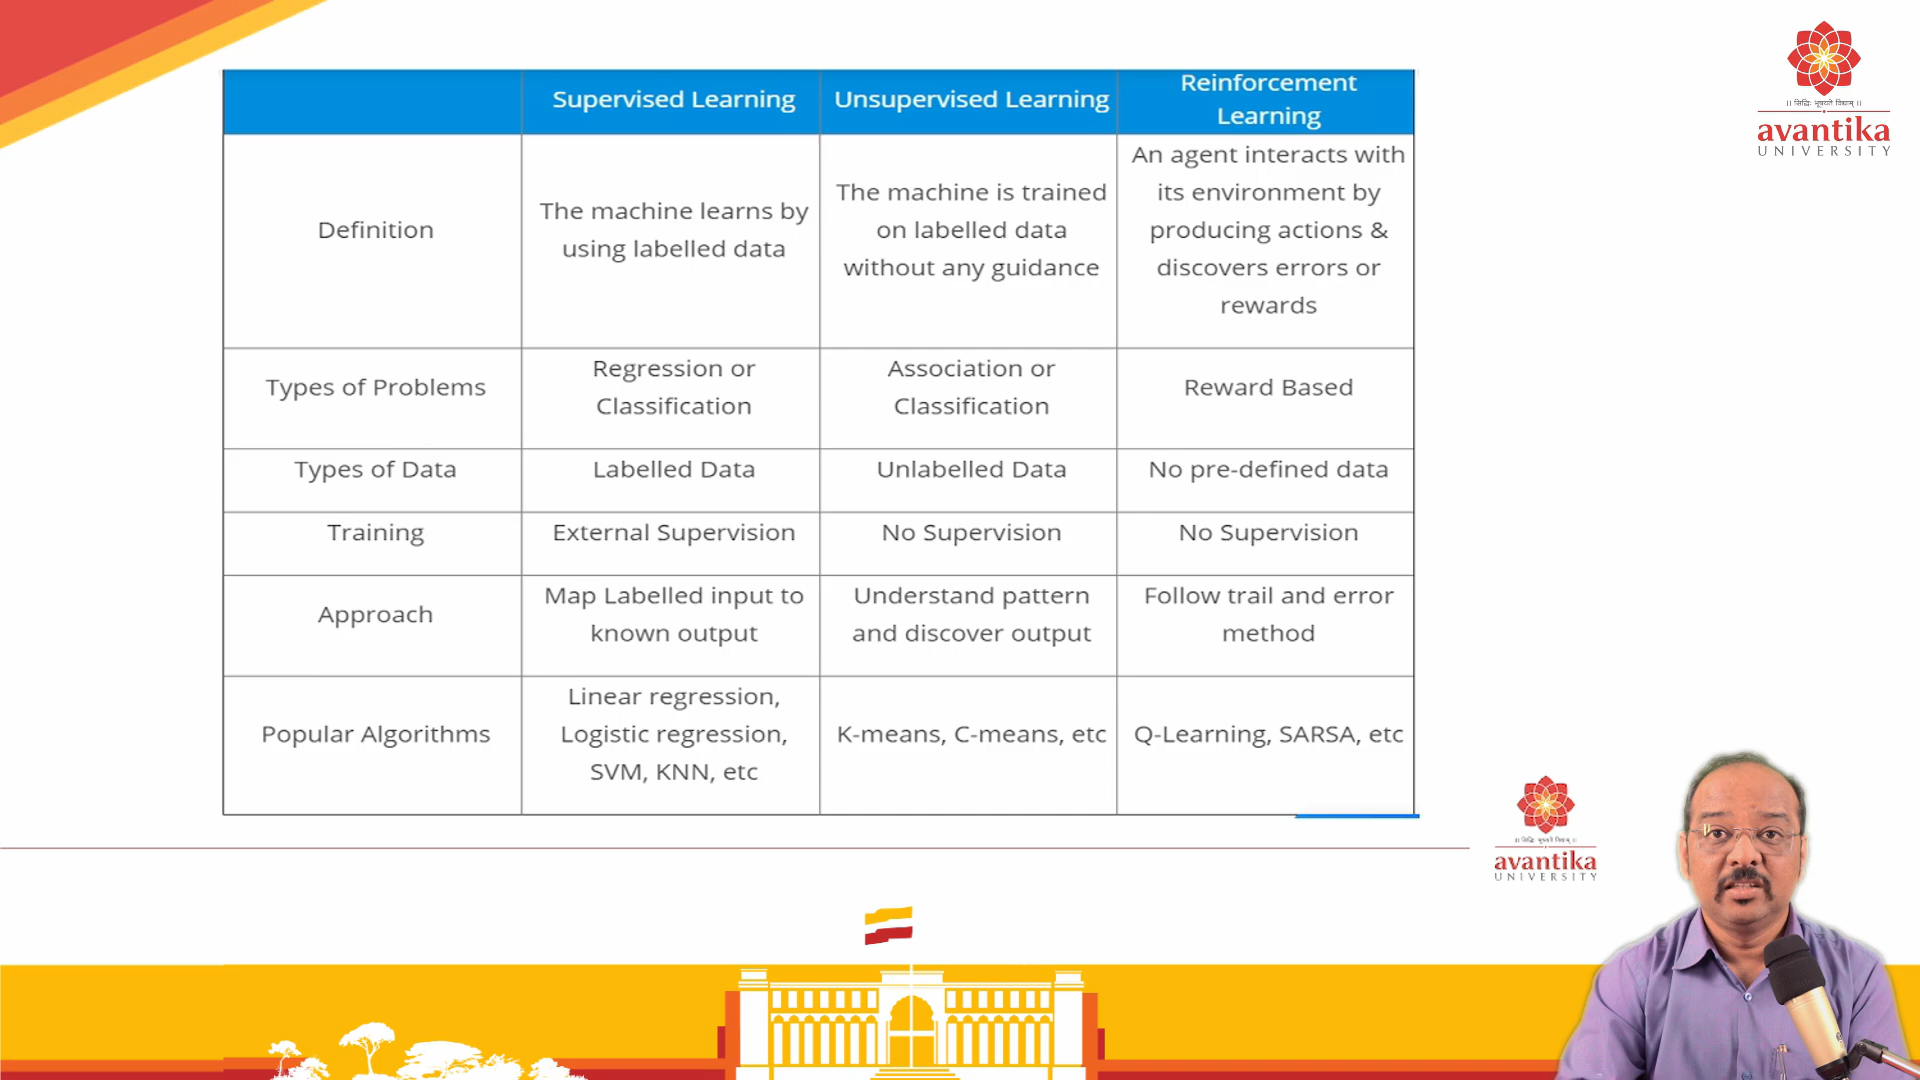 Supervised Learning
Unsupervised Learning
Reinforcement
Learning
Definition
The machine learns by
using labelled data
The machine is trained
on labelled data
without any guidance
An agent interacts with
its environment by
producing actions &
discovers errors or
rewards
Types of Problems
Regression or
Classification
Association or
Classification
Reward Based
Types of Data
Labelled Data
Unlabelled Data
No pre-defined data
Training
External Supervision
No Supervision
No Supervision
Approach
Map Labelled input to
known output
Understand pattern
and discover output
Follow trail and error
method
Popular Algorithms
Linear regression,
Logistic regression,
SVM, KNN, etc
K-means, C-means, etc
Q-Learning, SARSA, etc
avantika
UNIVERSITY
avantika
UNIVERSITY